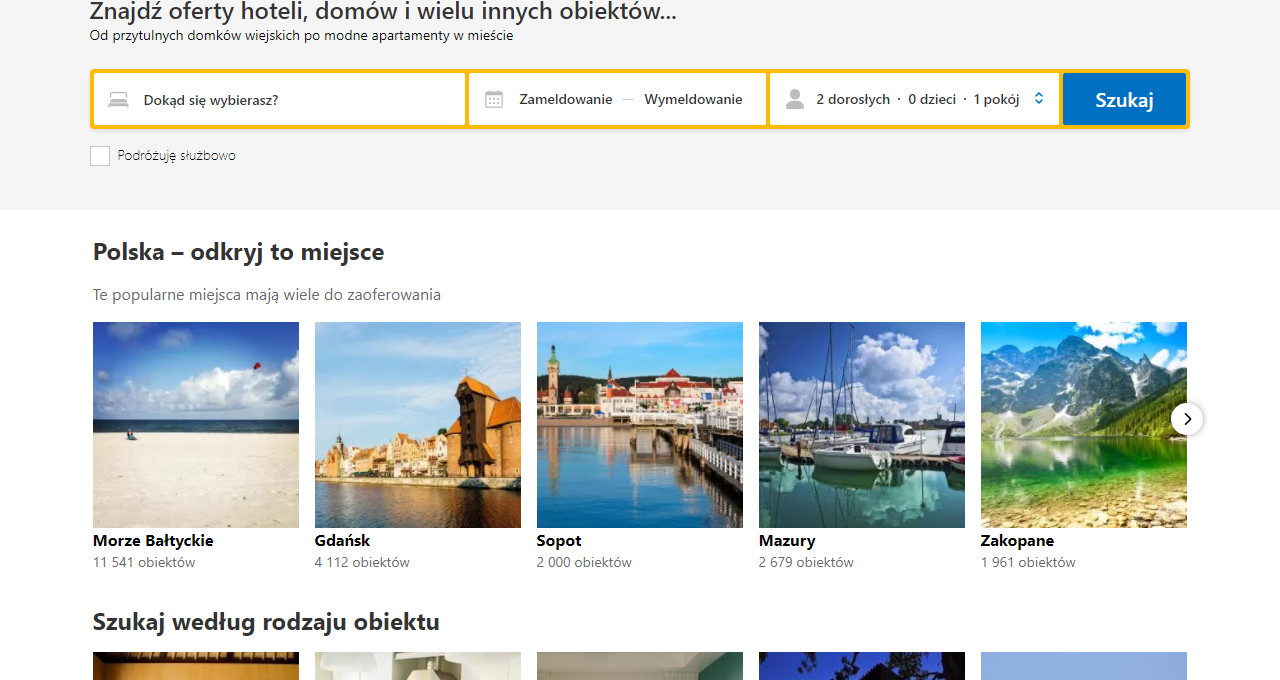 Znajdź oferty hoteli, domów i wielu innych obiektów...
Od przytulnych domków wiejskich po modne apartamenty w mieście
Dokąd się wybierasz?
Zameldowanie — Wymeldowanie
2 dorosłych · 0 dzieci · 1 pokój
Szukaj
Podróżuję służbowo
Polska – odkryj to miejsce
Te popularne miejsca mają wiele do zaoferowania
Morze Bałtyckie
11 541 obiektów
Gdańsk
4 112 obiektów
Sopot
2 000 obiektów
Mazury
2 679 obiektów
Zakopane
1 961 obiektów
Szukaj według rodzaju obiektu